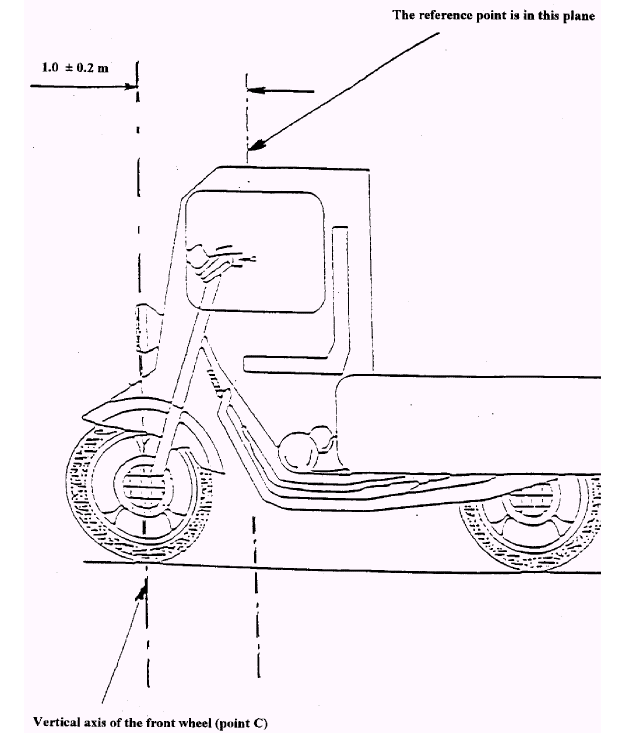 The reference point is in this plane
1.0 ± 0.2 m
Vertical axis of the front wheel (point C)